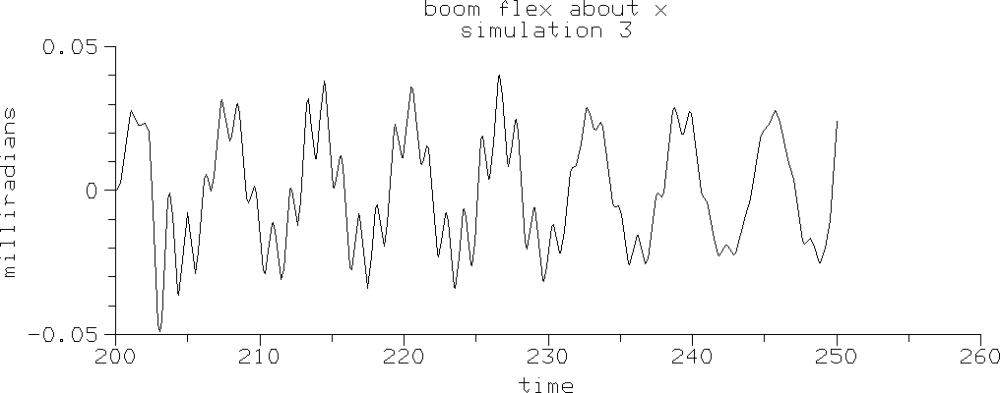 boom flex about x
simulation 3
0.05
milliradians
0
-0.05
200 210 220 230 240 250 260
time